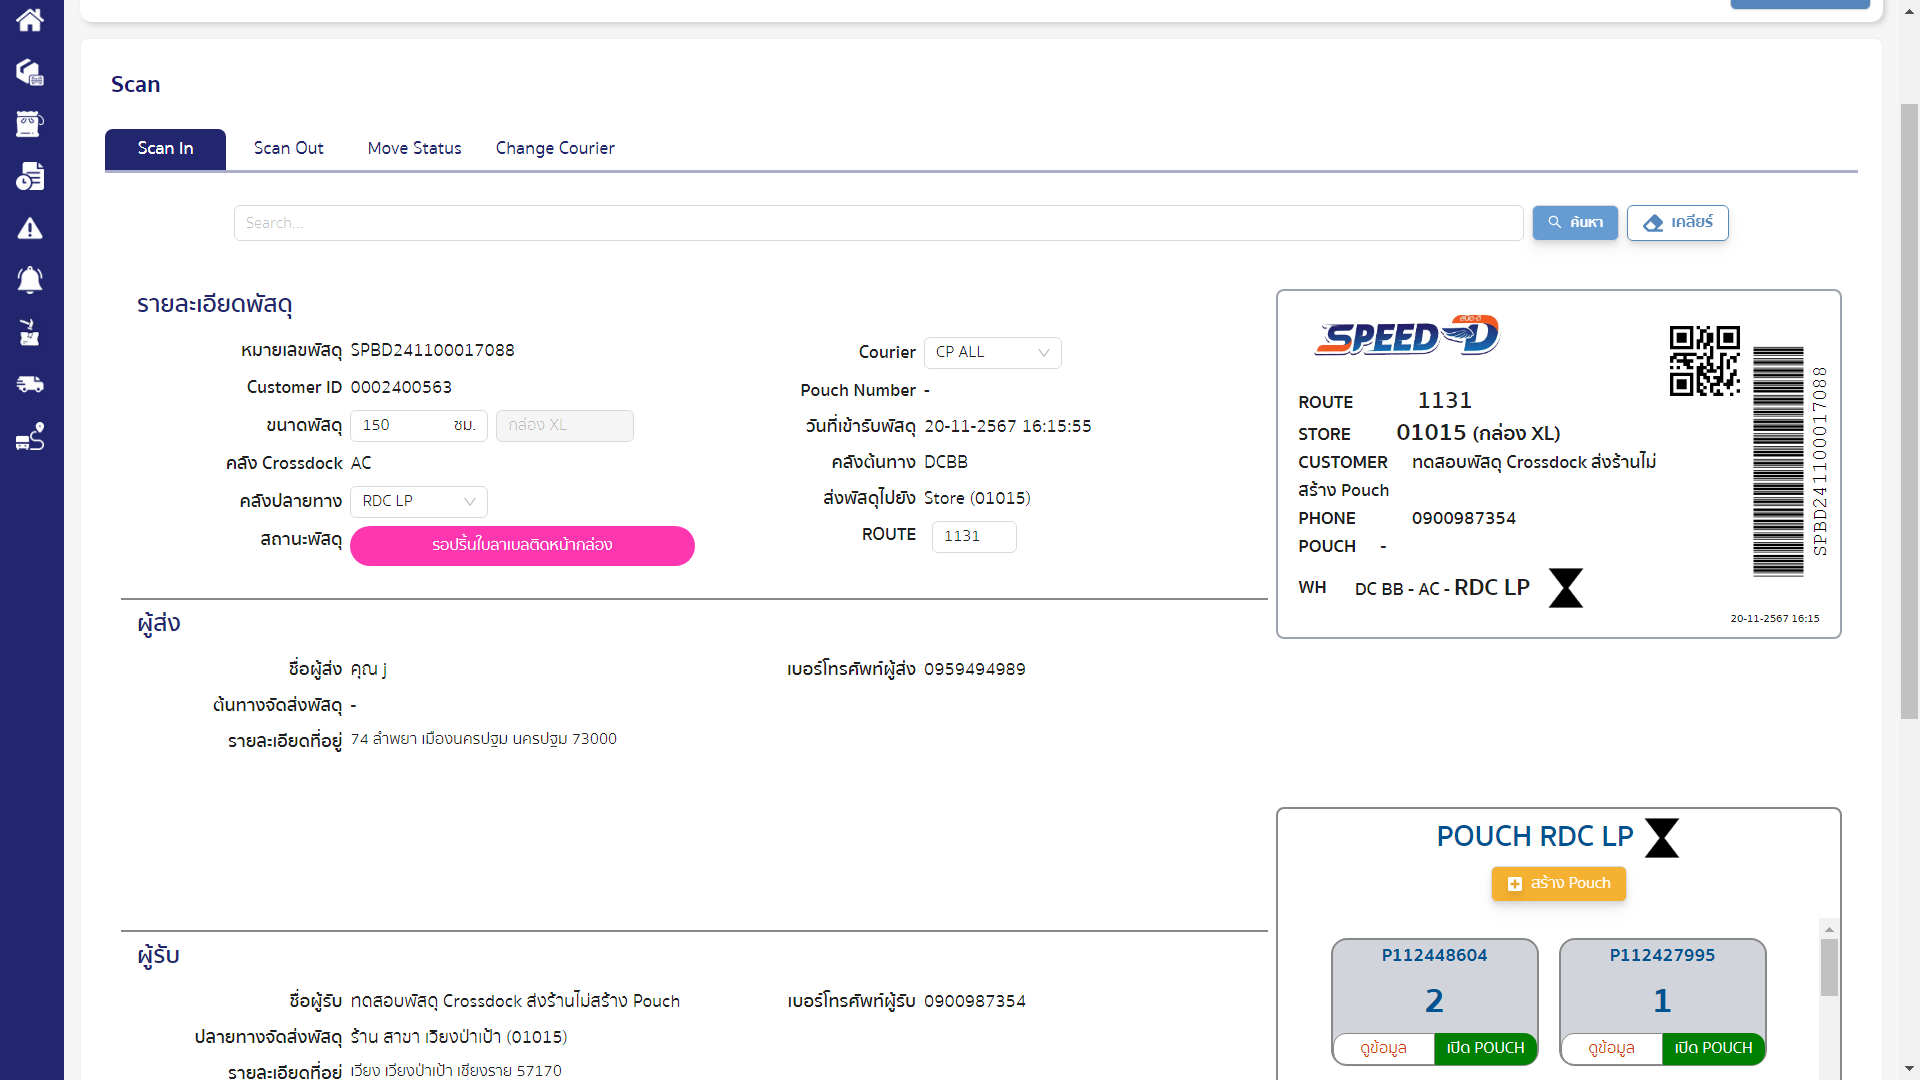 Scan
Scan In
Scan Out
Move Status
Change Courier
Search...
ค้นหา
เคลียร์
รายละเอียดพัสดุ
หมายเลขพัสดุ SPBD241100017088
Customer ID 0002400563
ขนาดพัสดุ 150 ซม. กล่อง XL
คลัง Crossdock AC
คลังปลายทาง RDC LP
สถานะพัสดุ รอปริ้นใบลาเบลติดหน้ากล่อง
Courier CP ALL
Pouch Number -
วันที่เข้ารับพัสดุ 20-11-2567 16:15:55
คลังต้นทาง DCBB
ส่งพัสดุไปยัง Store (01015)
ROUTE 1131
สปีด-ดี
SPEED D
ROUTE 1131
STORE 01015 (กล่อง XL)
CUSTOMER ทดสอบพัสดุ Crossdock ส่งร้านไม่
สร้าง Pouch
PHONE 0900987354
POUCH -
WH DC BB - AC - RDC LP
SPBD241100017088
20-11-2567 16:15
ผู้ส่ง
ชื่อผู้ส่ง คุณ j
เบอร์โทรศัพท์ผู้ส่ง 0959494989
ต้นทางจัดส่งพัสดุ -
รายละเอียดที่อยู่ 74 ลำพยา เมืองนครปฐม นครปฐม 73000
ผู้รับ
ชื่อผู้รับ ทดสอบพัสดุ Crossdock ส่งร้านไม่สร้าง Pouch
เบอร์โทรศัพท์ผู้รับ 0900987354
ปลายทางจัดส่งพัสดุ ร้าน สาขา เวียงป่าเป้า (01015)
รายละเอียดที่อยู่ เวียง เวียงป่าเป้า เชียงราย 57170
POUCH RDC LP
สร้าง Pouch
P112448604
2
ดูข้อมูล เปิด POUCH
P112427995
1
ดูข้อมูล เปิด POUCH